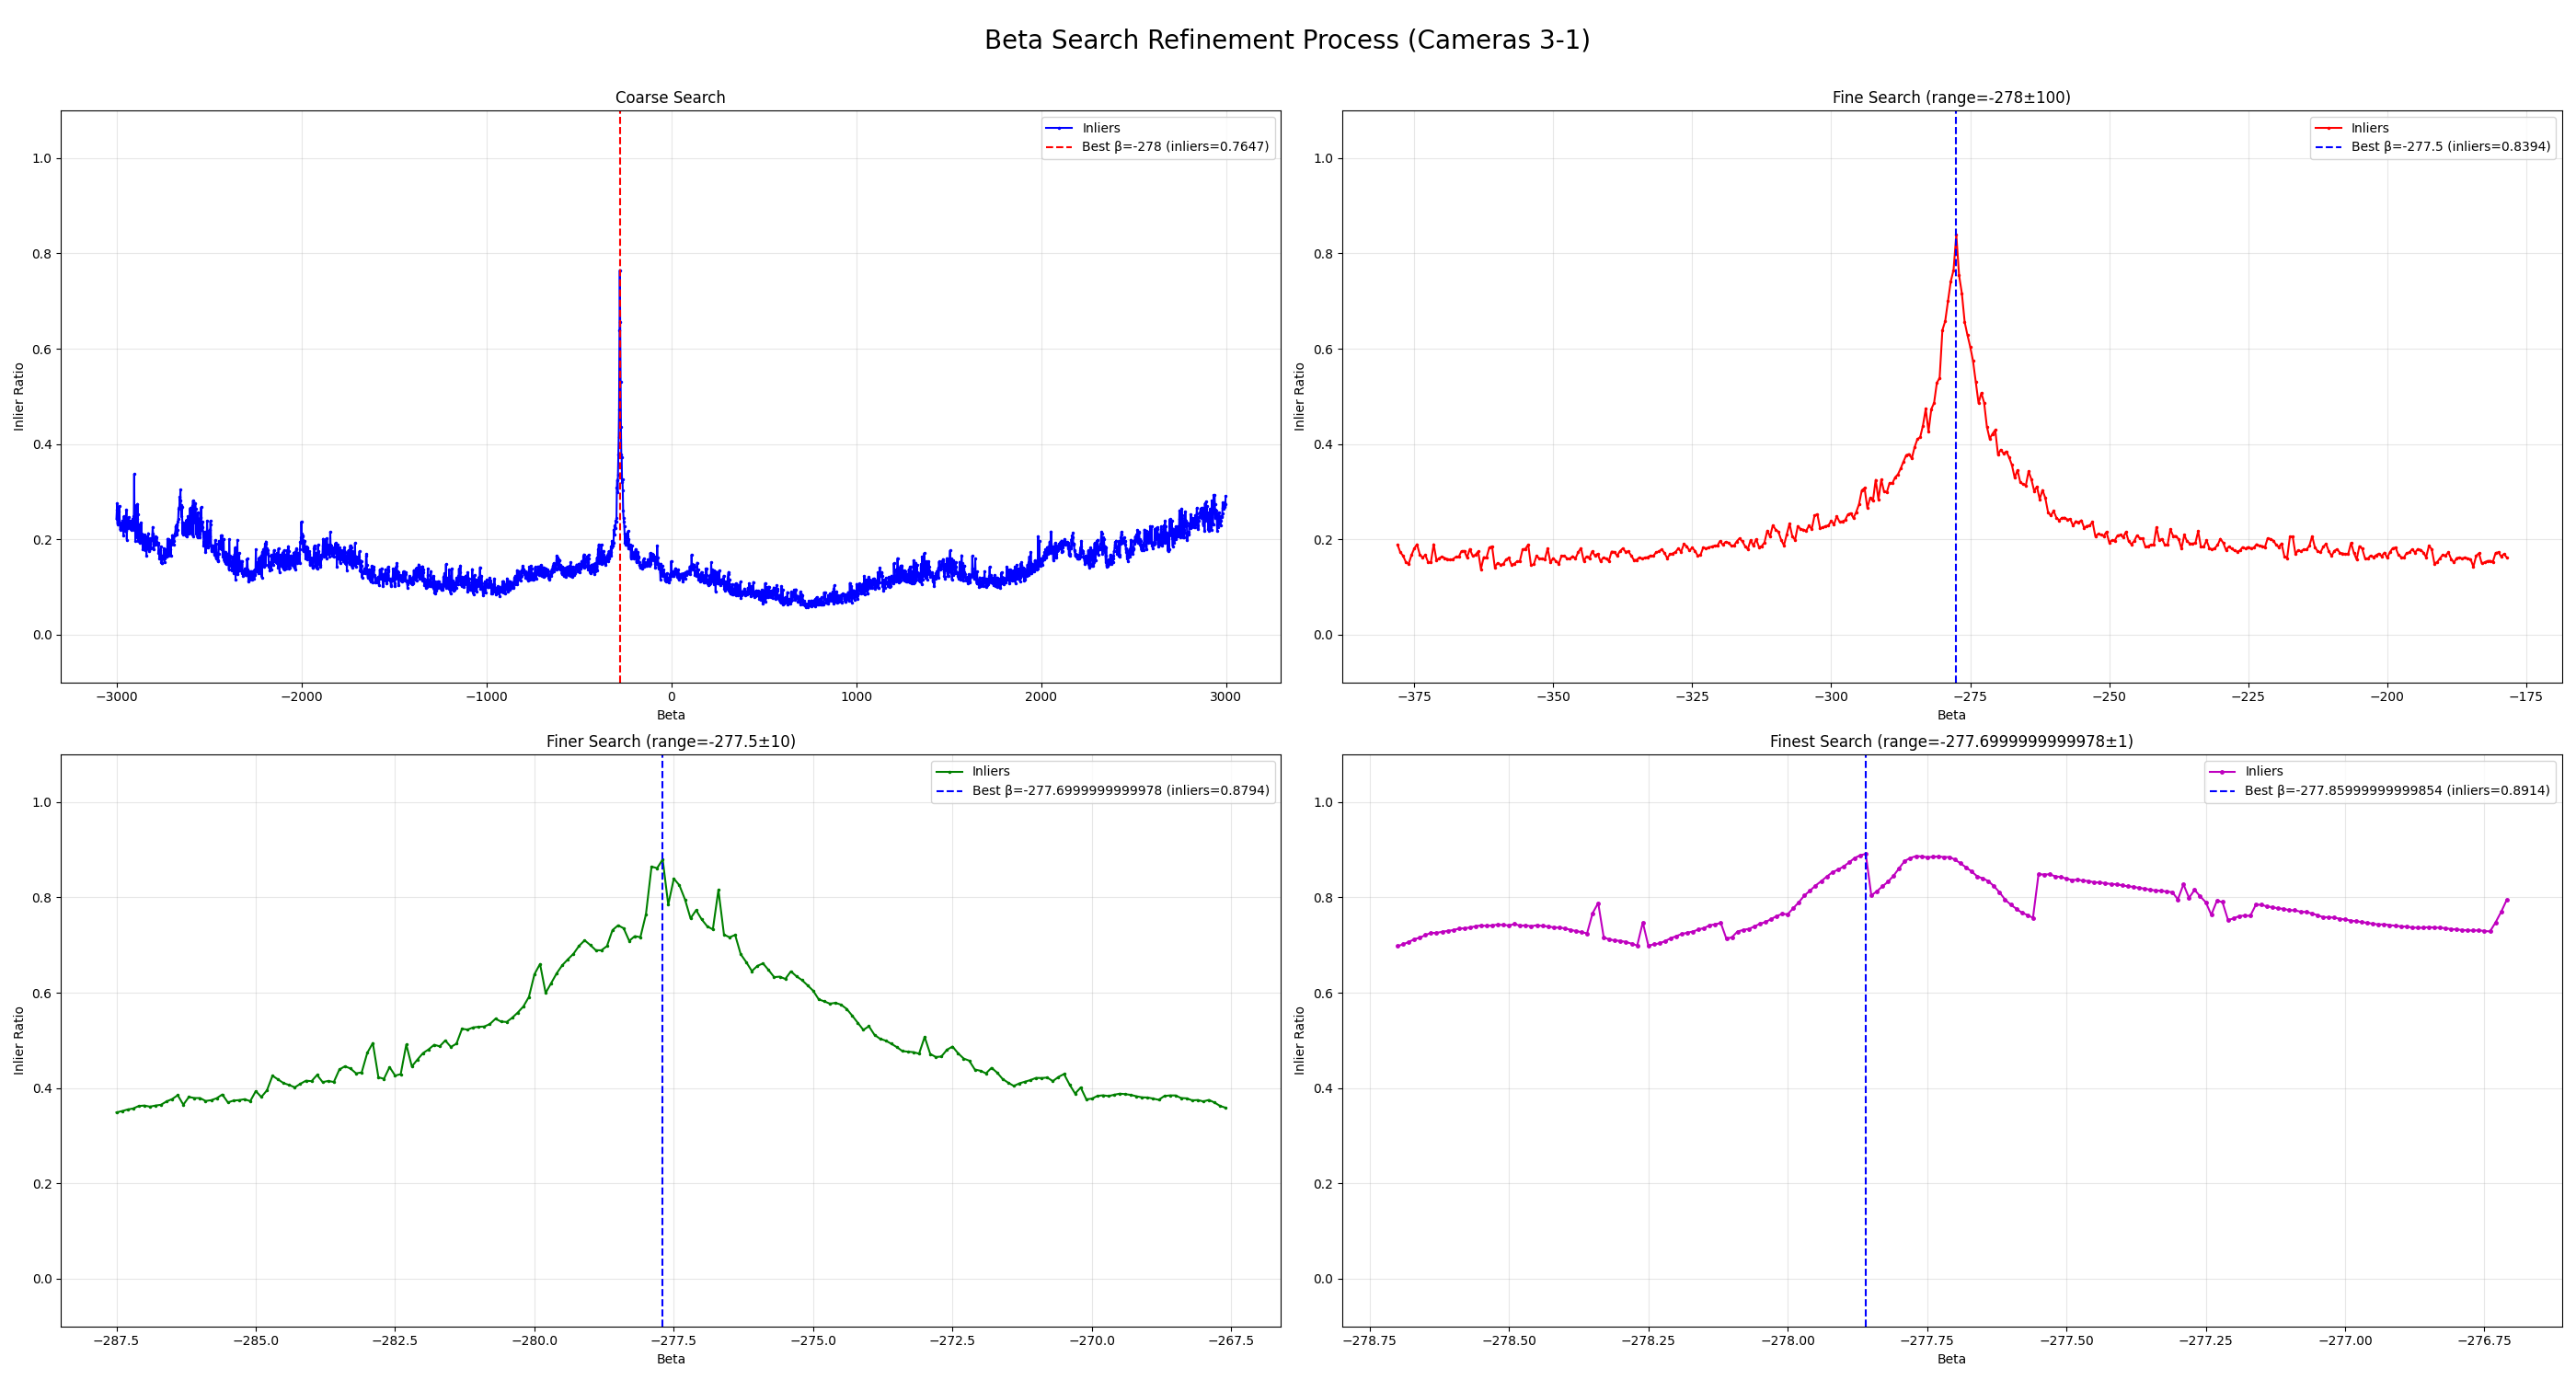 Beta Search Refinement Process (Cameras 3-1)
Coarse Search
Inliers
Best β=-278 (inliers=0.7647)
1.0
0.8
0.6
0.4
0.2
0.0
Inlier Ratio
−3000 −2000 −1000 0 1000 2000 3000
Beta
Fine Search (range=-278±100)
Inliers
Best β=-277.5 (inliers=0.8394)
1.0
0.8
0.6
0.4
0.2
0.0
Inlier Ratio
−375 −350 −325 −300 −275 −250 −225 −200 −175
Beta
Finer Search (range=-277.5±10)
Inliers
Best β=-277.6999999999978 (inliers=0.8794)
1.0
0.8
0.6
0.4
0.2
0.0
Inlier Ratio
−287.5 −285.0 −282.5 −280.0 −277.5 −275.0 −272.5 −270.0 −267.5
Beta
Finest Search (range=-277.6999999999978±1)
Inliers
Best β=-277.85999999999854 (inliers=0.8914)
1.0
0.8
0.6
0.4
0.2
0.0
Inlier Ratio
−278.75 −278.50 −278.25 −278.00 −277.75 −277.50 −277.25 −277.00 −276.75
Beta